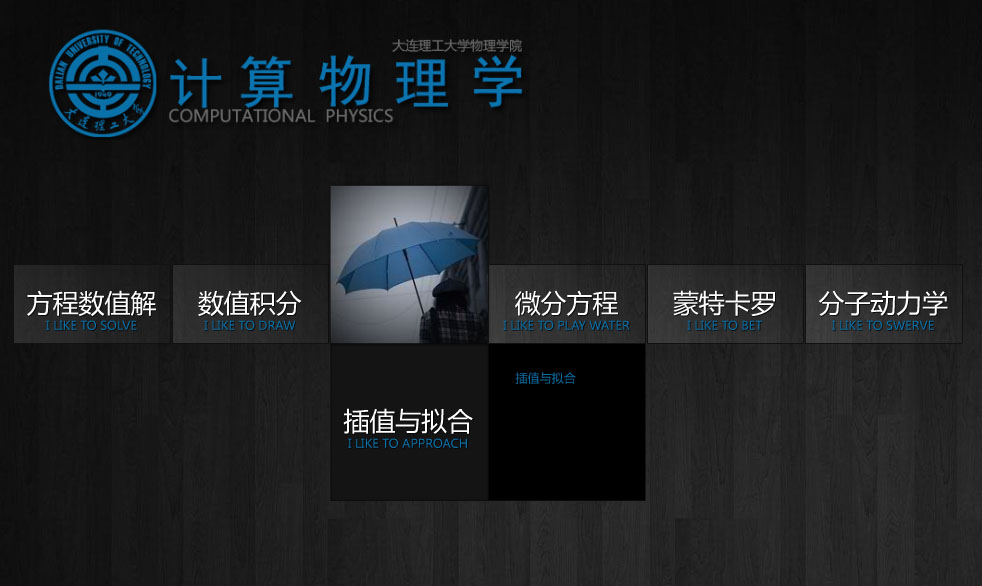 DALIAN UNIVERSITY OF TECHNOLOGY
1949
大连理工大学
大连理工大学物理学院
计算物理学
COMPUTATIONAL PHYSICS
方程数值解
I LIKE TO SOLVE
数值积分
I LIKE TO DRAW
微分方程
I LIKE TO PLAY WATER
蒙特卡罗
I LIKE TO BET
分子动力学
I LIKE TO SWERVE
插值与拟合
I LIKE TO APPROACH
插值与拟合